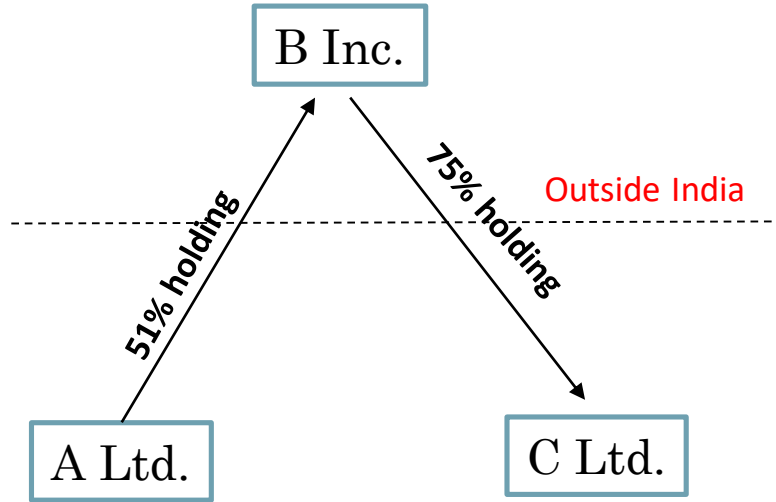 B Inc.
75% holding
Outside India
51% holding
A Ltd.
C Ltd.